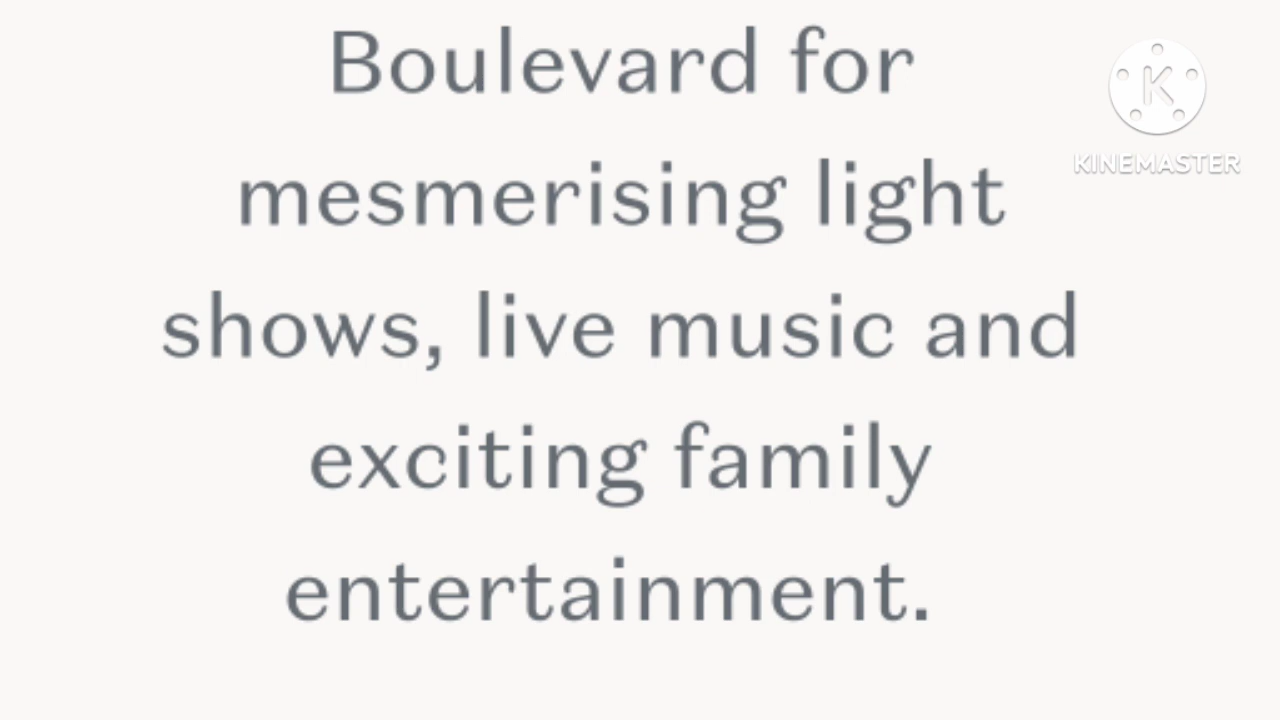 Boulevard for
mesmerising light
shows, live music and
exciting family
entertainment.
K
KINEMASTER